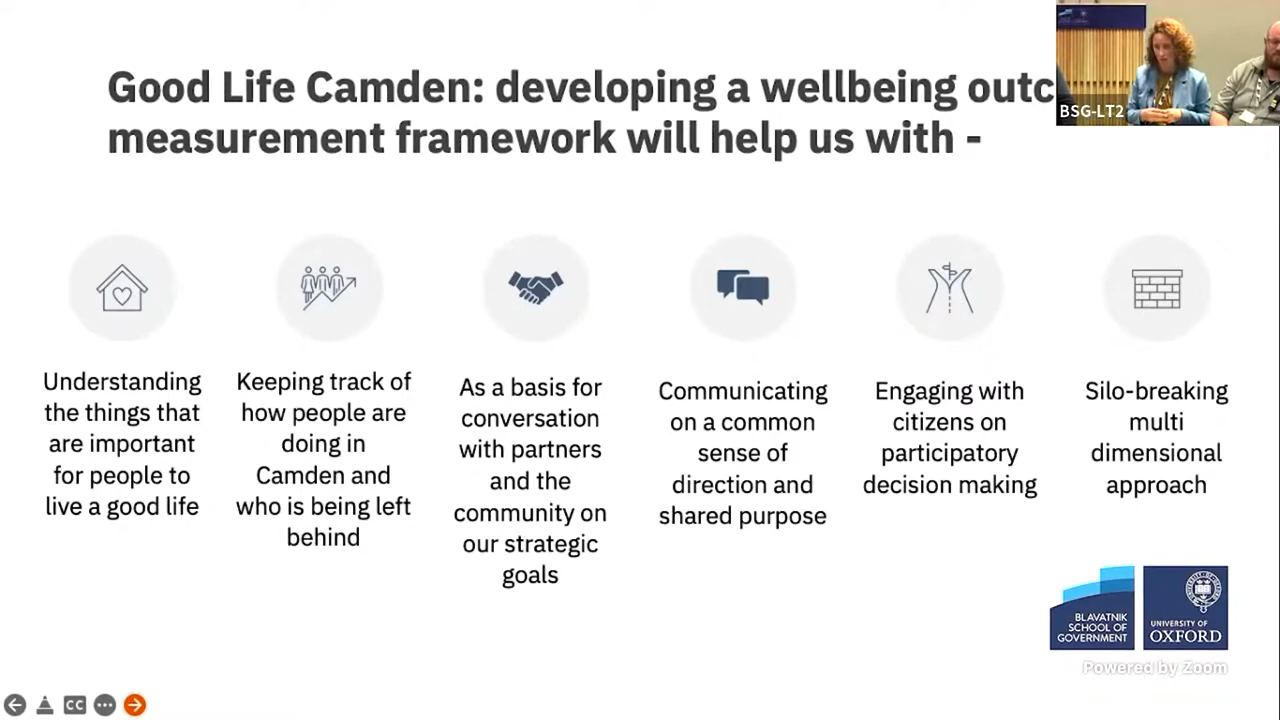 Good Life Camden: developing a wellbeing outc
measurement framework will help us with -
BSG-LT2
Understanding
the things that
are important
for people to
live a good life
Keeping track of
how people are
doing in
Camden and
who is being left
behind
As a basis for
conversation
with partners
and the
community on
our strategic
goals
Communicating
on a common
sense of
direction and
shared purpose
Engaging with
citizens on
participatory
decision making
Silo-breaking
multi
dimensional
approach
BLAVATNIK
SCHOOL OF
GOVERNMENT
UNIVERSITY OF
OXFORD
Powered by Zoom
CC